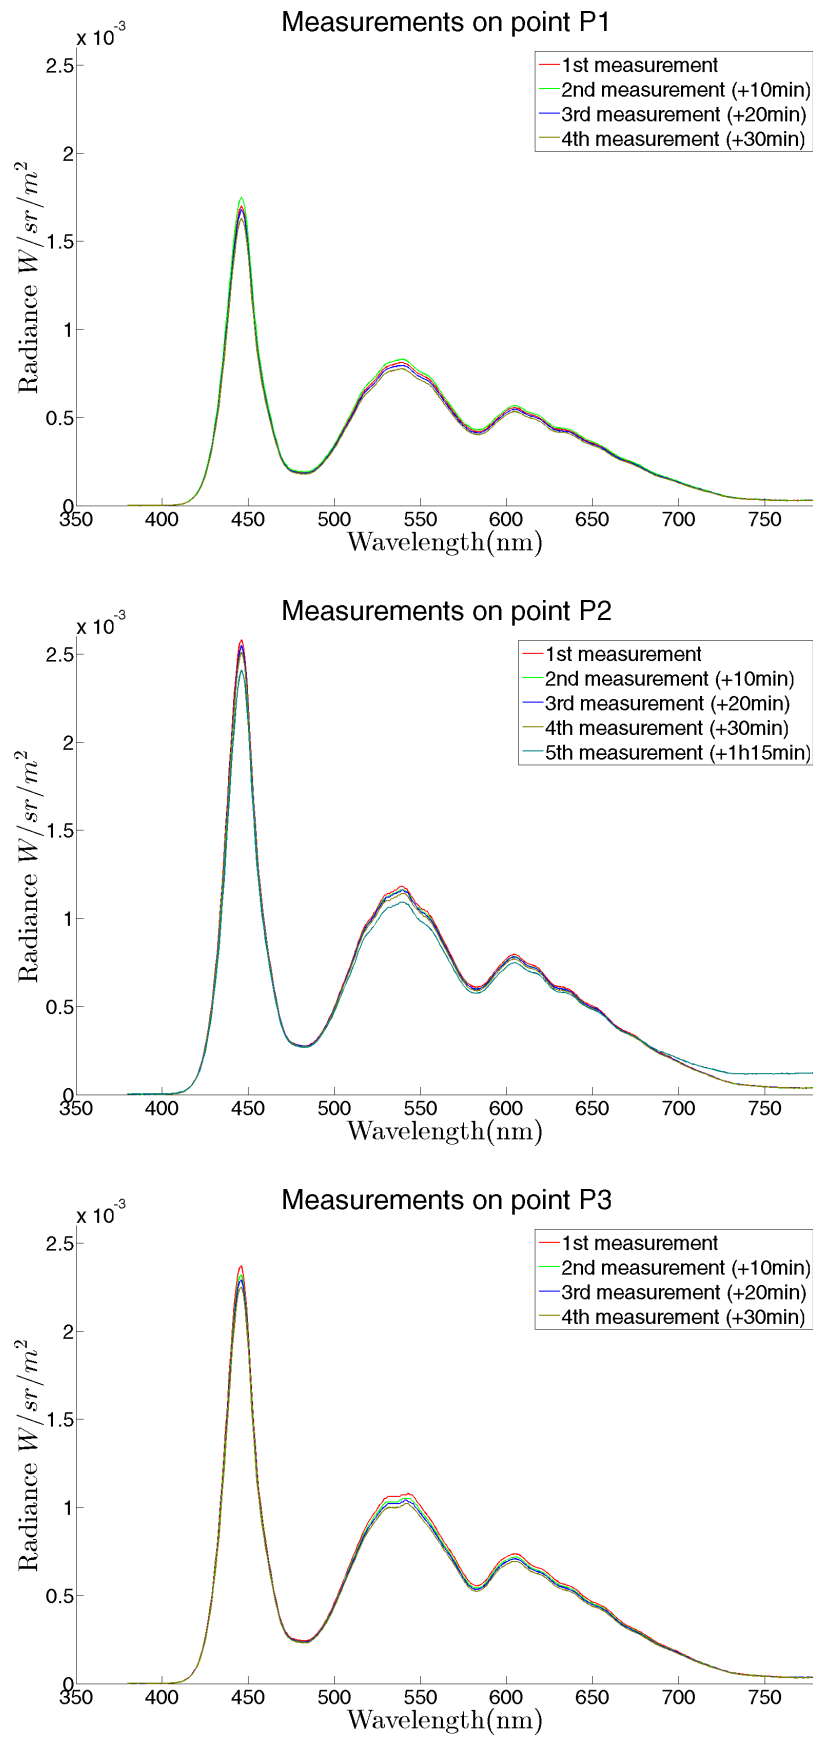 Measurements on point P1
x 10-3
1st measurement
2nd measurement (+10min)
3rd measurement (+20min)
4th measurement (+30min)
Radiance W/sr/m2
2.5
2
1.5
1
0.5
0
350 400 450 500 550 600 650 700 750
Wavelength(nm)
Measurements on point P2
x 10-3
1st measurement
2nd measurement (+10min)
3rd measurement (+20min)
4th measurement (+30min)
5th measurement (+1h15min)
Radiance W/sr/m2
2.5
2
1.5
1
0.5
0
350 400 450 500 550 600 650 700 750
Wavelength(nm)
Measurements on point P3
x 10-3
1st measurement
2nd measurement (+10min)
3rd measurement (+20min)
4th measurement (+30min)
Radiance W/sr/m2
2.5
2
1.5
1
0.5
0
350 400 450 500 550 600 650 700 750
Wavelength(nm)